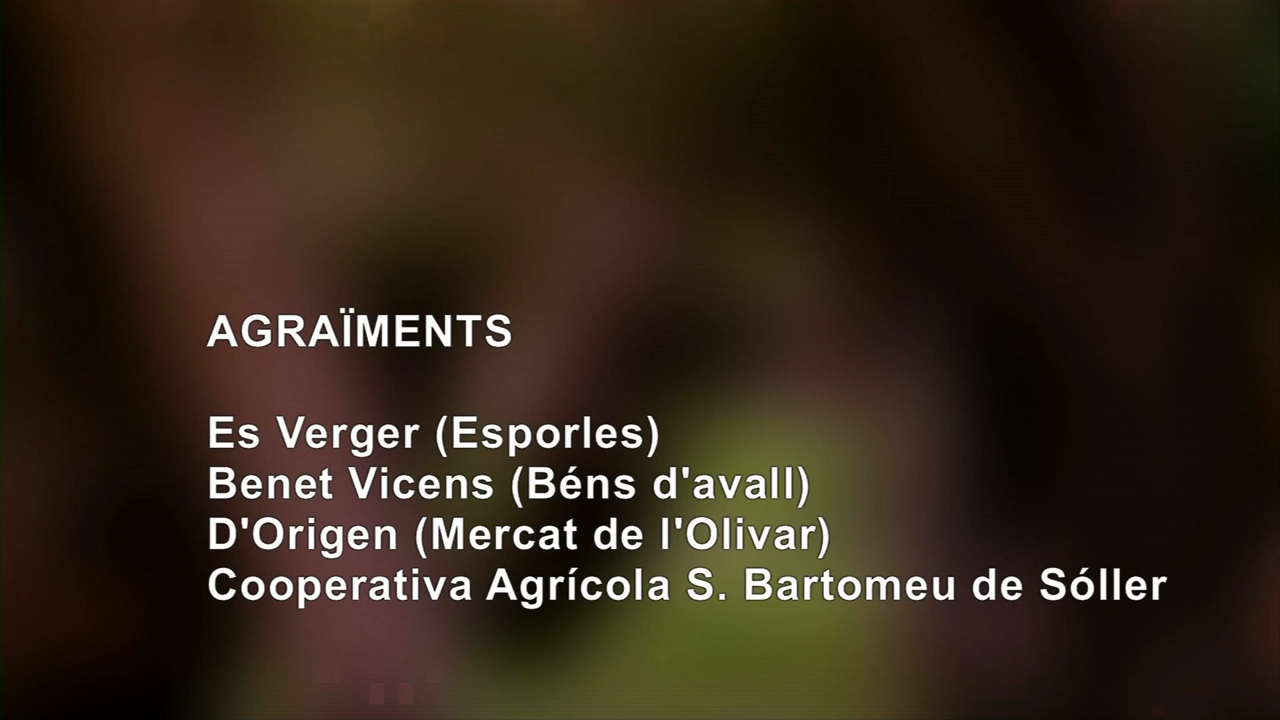 AGRAÏMENTS
Es Verger (Esporles)
Benet Vicens (Béns d'avall)
D'Origen (Mercat de l'Olivar)
Cooperativa Agrícola S. Bartomeu de Sóller